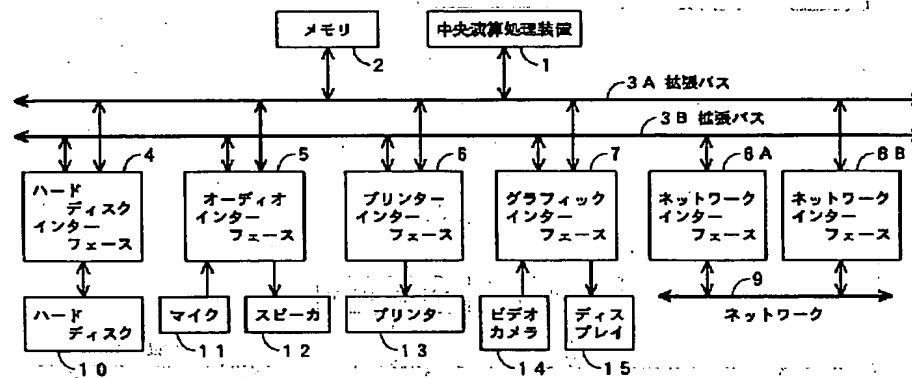 メモリ
2
中央演算処理装置
1
3A 拡張バス
3B 拡張バス
4
ハード
ディスク
インター
フェース
5
オーディオ
インター
フェース
6
プリンター
インター
フェース
7
グラフィック
インター
フェース
8A
ネットワーク
インター
フェース
8B
ネットワーク
インター
フェース
9
ネットワーク
ハード
ディスク
10
マイク
11
スピーカ
12
プリンタ
13
ビデオ
カメラ
14
ディス
プレイ
15